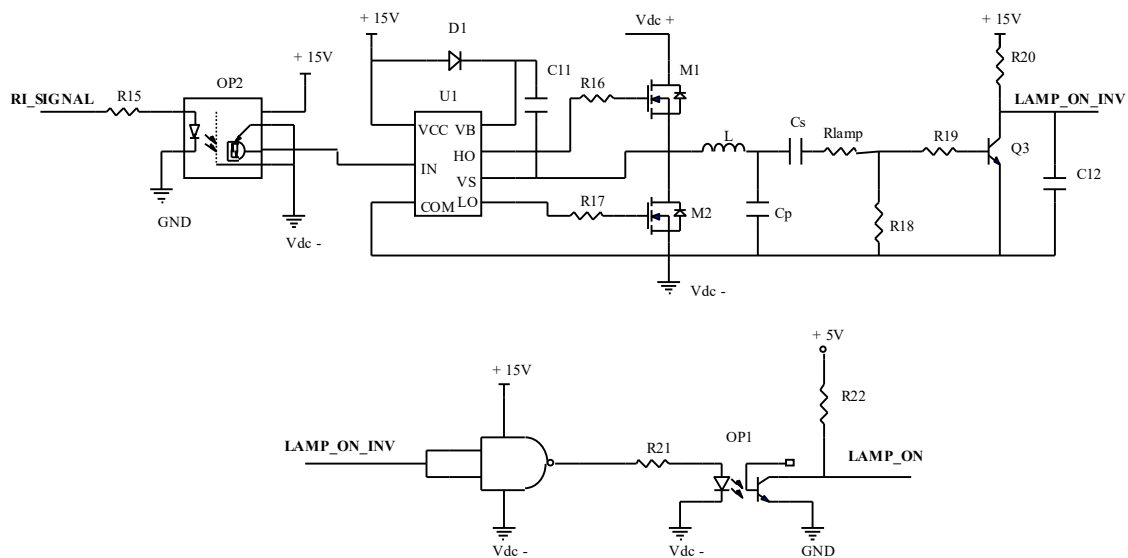 + 15V
D1
Vdc +
+ 15V
+ 15V
OP2
C11
R16
M1
R20
RI_SIGNAL
R15
U1
LAMP_ON_INV
VCC
VB
HO
L
Cs
Rlamp
R19
Q3
IN
VS
C12
COM
LO
R17
M2
Cp
R18
GND
Vdc -
Vdc -
+ 5V
+ 15V
R22
OP1
LAMP_ON_INV
R21
LAMP_ON
Vdc -
Vdc -
GND